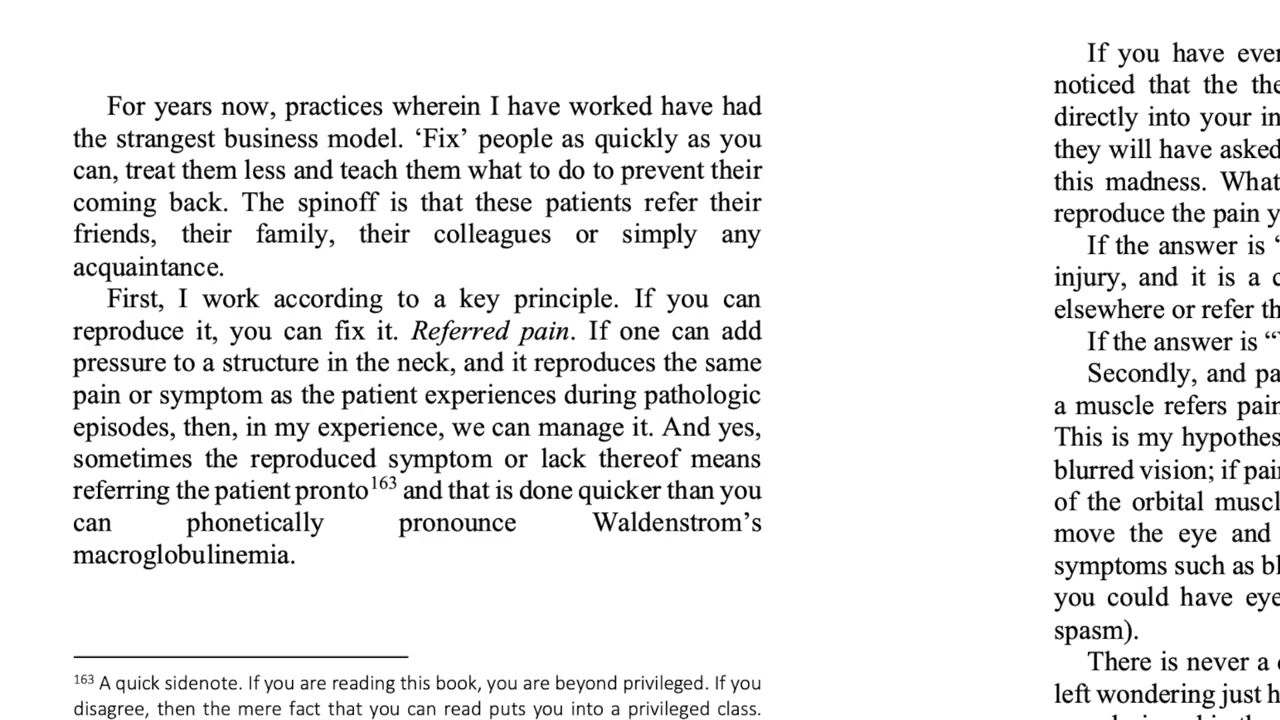 For years now, practices wherein I have worked have had
the strangest business model. ‘Fix’ people as quickly as you
can, treat them less and teach them what to do to prevent their
coming back. The spinoff is that these patients refer their
friends, their family, their colleagues or simply any
acquaintance.
First, I work according to a key principle. If you can
reproduce it, you can fix it. Referred pain. If one can add
pressure to a structure in the neck, and it reproduces the same
pain or symptom as the patient experiences during pathologic
episodes, then, in my experience, we can manage it. And yes,
sometimes the reproduced symptom or lack thereof means
referring the patient pronto163 and that is done quicker than you
can phonetically pronounce Waldenstrom’s
macroglobulinemia.
163 A quick sidenote. If you are reading this book, you are beyond privileged. If you
disagree, then the mere fact that you can read puts you into a privileged class.
If you have
noticed that the
directly into your
they will have asked
this madness. What
reproduce the pain
If the answer is
injury, and it is a
elsewhere or refer
If the answer is
Secondly, and
a muscle refers
This is my
blurred vision; if
of the orbital
move the eye and
symptoms such as
you could have
spasm).
There is never a
left wondering just